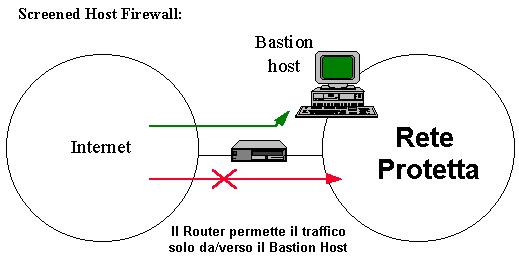 Screened Host Firewall:
Bastion
host
Internet
Rete
Protetta
Il Router permette il traffico
solo da/verso il Bastion Host